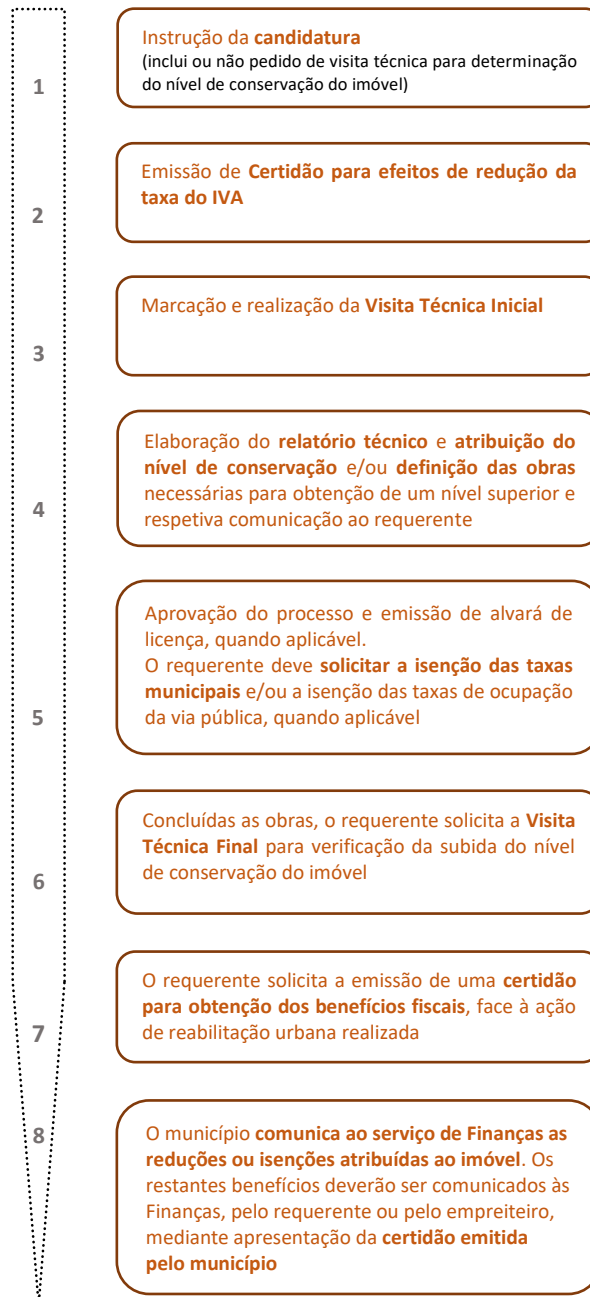 1
Instrução da candidatura
(inclui ou não pedido de visita técnica para determinação
do nível de conservação do imóvel)
2
Emissão de Certidão para efeitos de redução da
taxa do IVA
3
Marcação e realização da Visita Técnica Inicial
4
Elaboração do relatório técnico e atribuição do
nível de conservação e/ou definição das obras
necessárias para obtenção de um nível superior e
respetiva comunicação ao requerente
5
Aprovação do processo e emissão de alvará de
licença, quando aplicável.
O requerente deve solicitar a isenção das taxas
municipais e/ou a isenção das taxas de ocupação
da via pública, quando aplicável
6
Concluídas as obras, o requerente solicita a Visita
Técnica Final para verificação da subida do nível
de conservação do imóvel
7
O requerente solicita a emissão de uma certidão
para obtenção dos benefícios fiscais, face à ação
de reabilitação urbana realizada
8
O município comunica ao serviço de Finanças as
reduções ou isenções atribuídas ao imóvel. Os
restantes benefícios deverão ser comunicados às
Finanças, pelo requerente ou pelo empreiteiro,
mediante apresentação da certidão emitida
pelo município